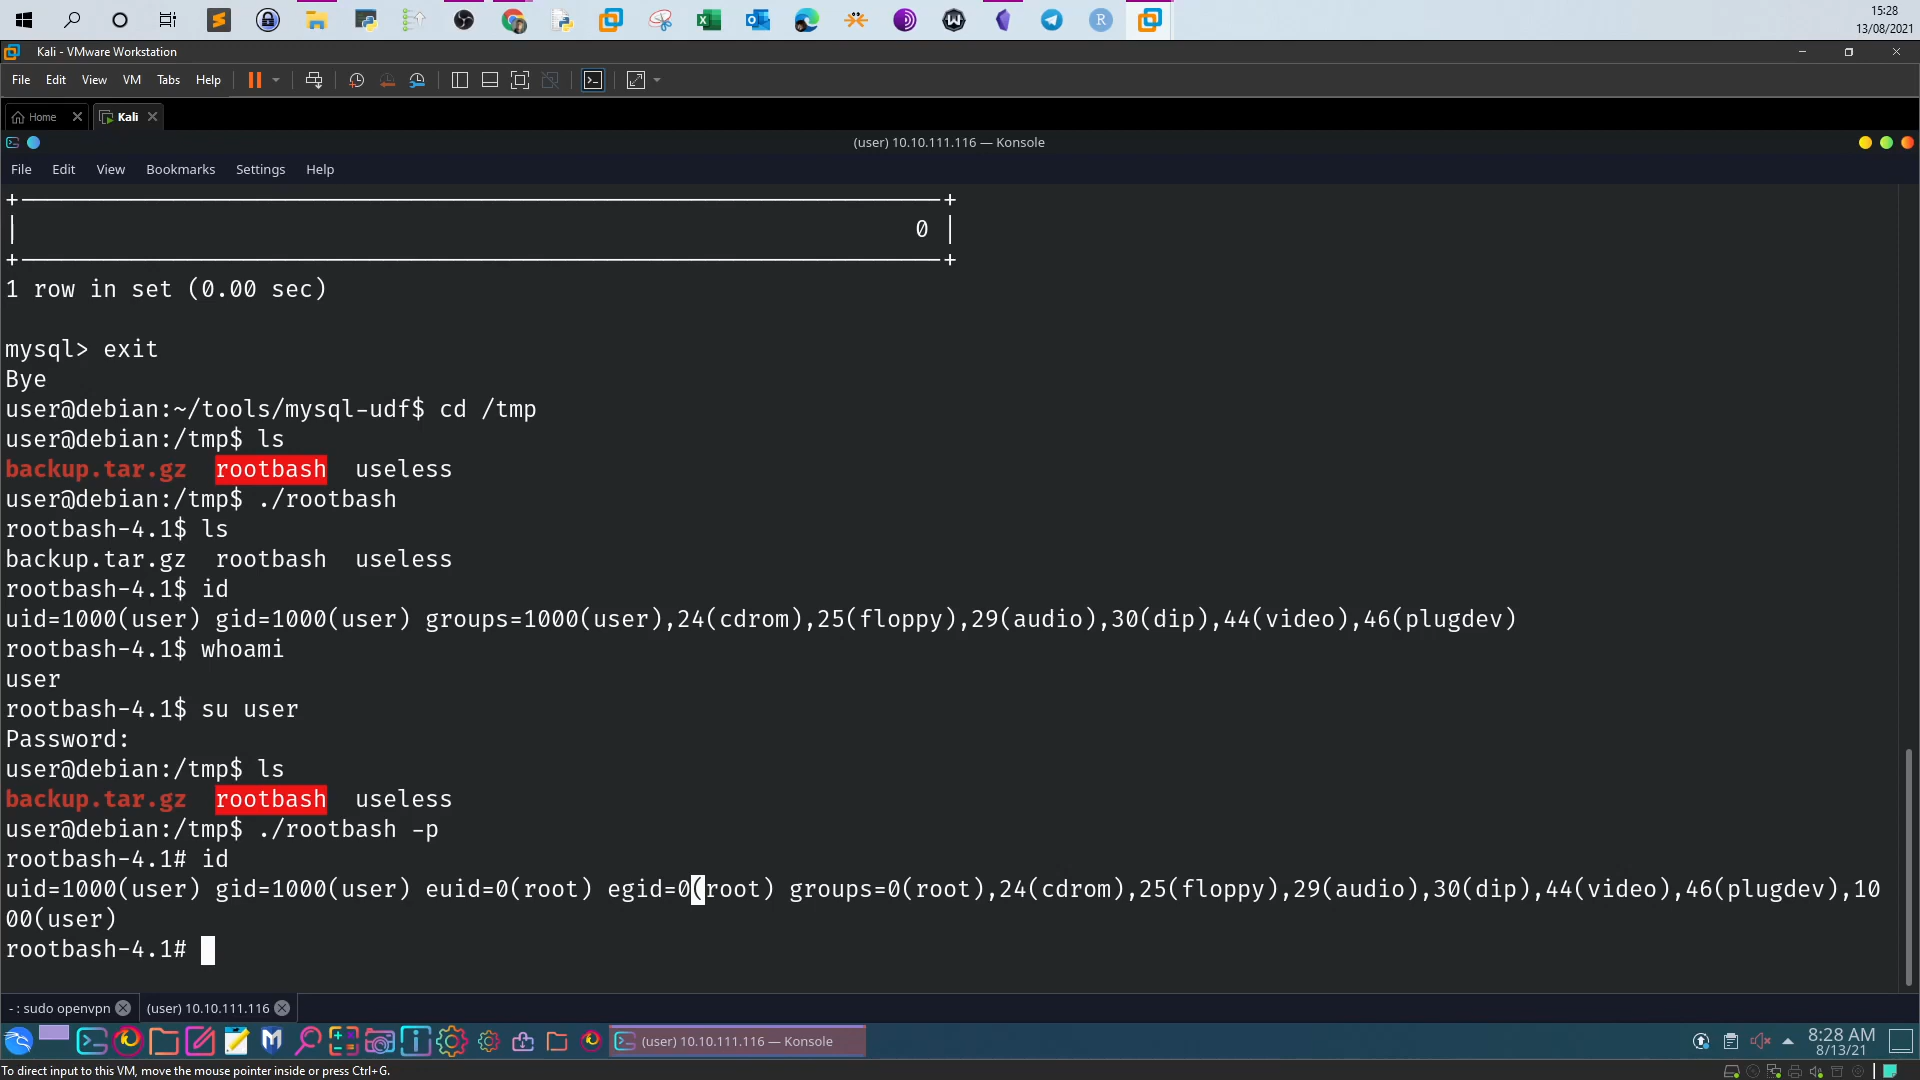 15:28
13/08/2021
Kali - VMware Workstation
File Edit View VM Tabs Help
Home Kali
(user) 10.10.111.116 — Konsole
File Edit View Bookmarks Settings Help
0
1 row in set (0.00 sec)
mysql> exit
Bye
user@debian:~/tools/mysql-udf$ cd /tmp
user@debian:/tmp$ ls
backup.tar.gz rootbash useless
user@debian:/tmp$ ./rootbash
rootbash-4.1$ ls
backup.tar.gz rootbash useless
rootbash-4.1$ id
uid=1000(user) gid=1000(user) groups=1000(user),24(cdrom),25(floppy),29(audio),30(dip),44(video),46(plugdev)
rootbash-4.1$ whoami
user
rootbash-4.1$ su user
Password:
user@debian:/tmp$ ls
backup.tar.gz rootbash useless
user@debian:/tmp$ ./rootbash -p
rootbash-4.1# id
uid=1000(user) gid=1000(user) euid=0(root) egid=0(root) groups=0(root),24(cdrom),25(floppy),29(audio),30(dip),44(video),46(plugdev),10
00(user)
rootbash-4.1#
- : sudo openvpn (user) 10.10.111.116
(user) 10.10.111.116 — Konsole
8:28 AM
8/13/21
To direct input to this VM, move the mouse pointer inside or press Ctrl+G.